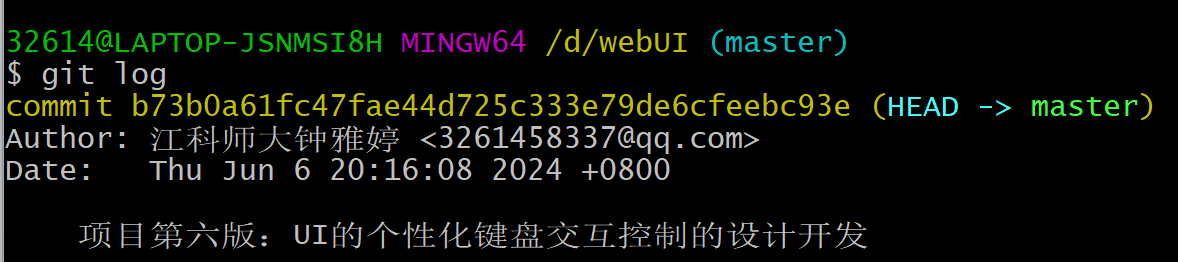 32614@LAPTOP-JSNMSI8H MINGW64 /d/webUI (master)
$ git log
commit b73b0a61fc47fae44d725c333e79de6cfeebc93e (HEAD -> master)
Author: 江科师大钟雅婷 <3261458337@qq.com>
Date:   Thu Jun 6 20:16:08 2024 +0800
项目第六版：UI的个性化键盘交互控制的设计开发